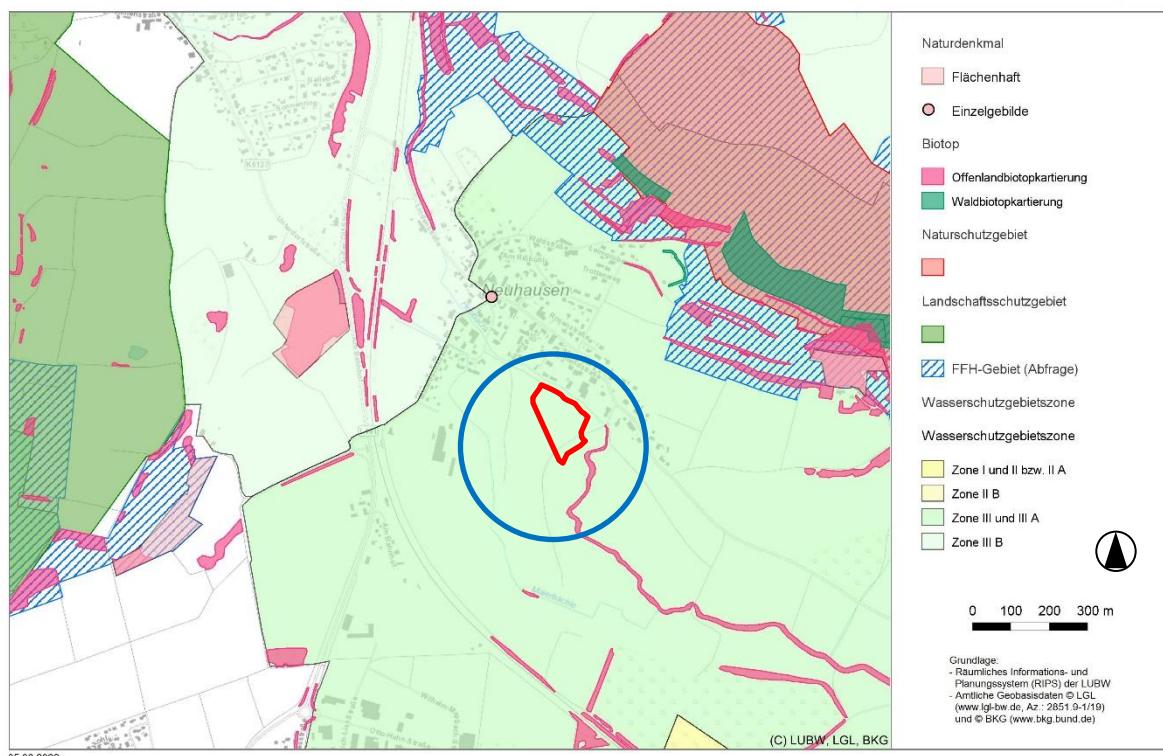 Naturdenkmal
Flächenhaft
Einzelgebilde
Biotop
Offenlandbiotopkartierung
Waldbiotopkartierung
Naturschutzgebiet
Landschaftsschutzgebiet
FFH-Gebiet (Abfrage)
Wasserschutzgebietszone
Wasserschutzgebietszone
Zone I und II bzw. II A
Zone II B
Zone III und III A
Zone III B
0 100 200 300 m
Grundlage:
- Räumliches Informations- und
Planungssystem (RIPS) der LUBW
- Amtliche Geobasisdaten © LGL
(www.lgl-bw.de, Az.: 2851.9-1/19)
und © BKG (www.bkg.bund.de)
Neuhausen
(C) LUBW, LGL, BKG